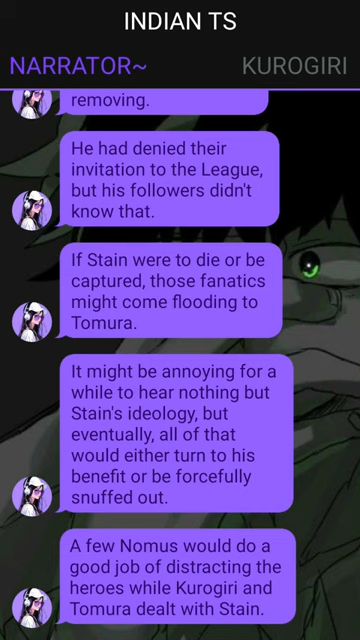 INDIAN TS
NARRATOR~ KUROGIRI
removing.
He had denied their
invitation to the League,
but his followers didn't
know that.
If Stain were to die or be
captured, those fanatics
might come flooding to
Tomura.
It might be annoying for a
while to hear nothing but
Stain's ideology, but
eventually, all of that
would either turn to his
benefit or be forcefully
snuffed out.
A few Nomus would do a
good job of distracting the
heroes while Kurogiri and
Tomura dealt with Stain.